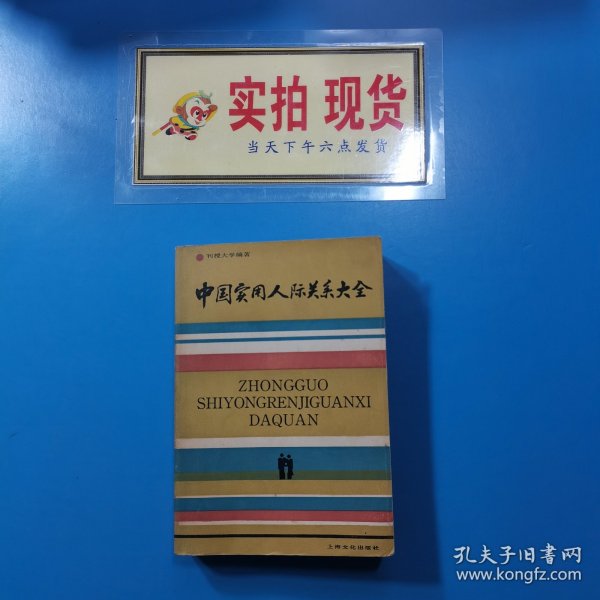 实拍 现货
当天下午六点发货
刊授大学编著
中国实用人际关系大全
ZHONGGUO
SHIYONGRENJIGUANXI
DAQUAN
上海文化出版社
孔夫子旧书网
www.kongfz.com